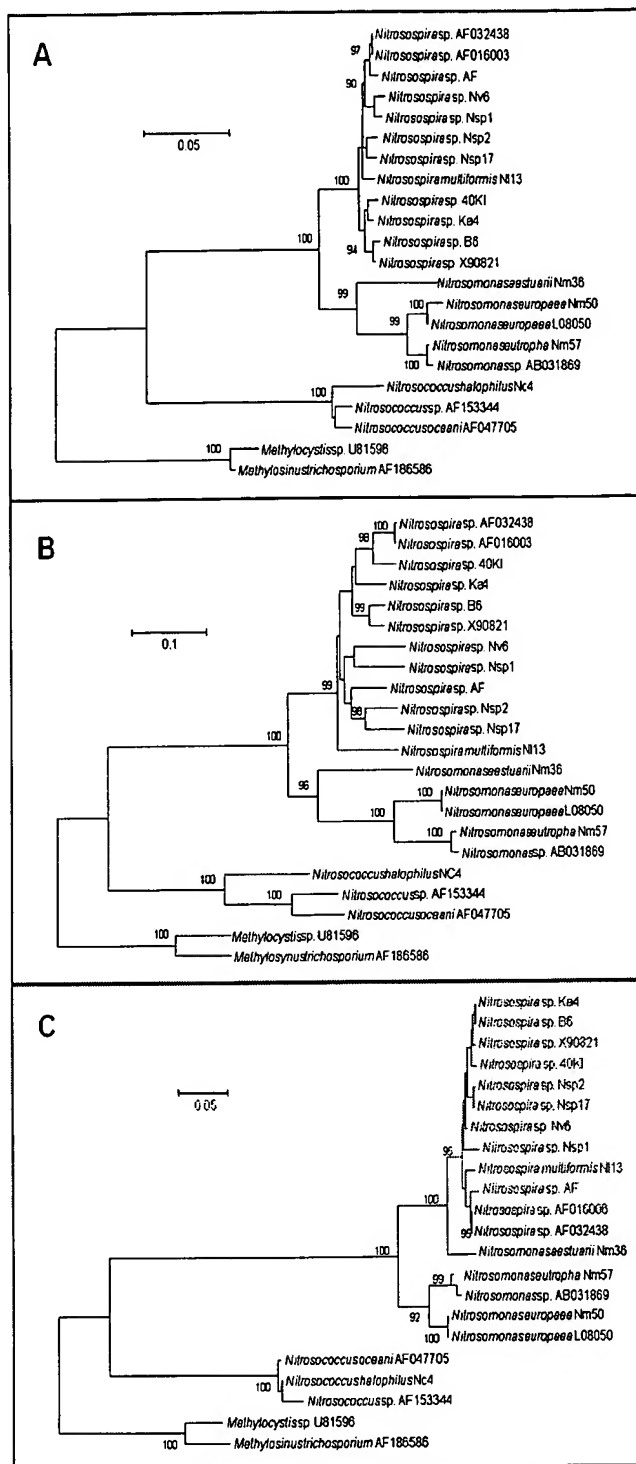 A
Nitrosospira sp. AF032438
97
Nitrosospira sp. AF016003
Nitrosospira sp. AF
90
Nitrosospira sp. Nv6
Nitrosospira sp. Nsp1
0.05
Nitrosospira sp. Nsp2
Nitrosospira sp. Nsp17
100
Nitrosospira multiformis Nl13
Nitrosospira sp. 40KI
Nitrosospira sp. Ka4
100
94
Nitrosospira sp. B6
Nitrosospira sp X90821
99
Nitrosomonas aestuarii Nm36
100
Nitrosomonas europaea Nm50
99
Nitrosomonas europaea L08050
Nitrosomonas eutropha Nm57
100
Nitrosomonas sp AB031869
Nitrosococcus halophilus Nc4
100
Nitrosococcus sp. AF153344
Nitrosococcus oceani AF047705
100
Methylocystis sp. U81596
Methylosinus trichosporium AF186586
B
100
Nitrosospira sp. AF032438
98
Nitrosospira sp. AF016003
Nitrosospira sp. 40KI
Nitrosospira sp. Ka4
99
Nitrosospira sp. B6
Nitrosospira sp. X90821
0.1
Nitrosospira sp. Nv6
Nitrosospira sp. Nsp1
99
Nitrosospira sp. AF
98
Nitrosospira sp. Nsp2
Nitrosospira sp. Nsp17
100
Nitrosospira multiformis Nl13
Nitrosomonas aestuarii Nm36
96
100
Nitrosomonas europaea Nm50
Nitrosomonas europaea L08050
100
100
Nitrosomonas eutropha Nm57
Nitrosomonas sp. AB031869
100
Nitrosococcus halophilus NC4
100
Nitrosococcus sp. AF153344
Nitrosococcus oceani AF047705
100
Methylocystis sp. U81596
Methylosynus trichosporium AF186586
C
Nitrosospira sp. Ka4
Nitrosospira sp. B6
Nitrosospira sp. X90821
Nitrosospira sp. 40KI
0.05
Nitrosospira sp. Nsp2
Nitrosospira sp. Nsp17
Nitrosospira sp Nv6
95
Nitrosospira sp. Nsp1
Nitrosospira multiformis Nl13
100
Nitrosospira sp. AF
Nitrosospira sp. AF016006
99
Nitrosospira sp. AF032438
100
Nitrosomonas aestuarii Nm36
99
Nitrosomonas eutropha Nm57
Nitrosomonas sp. AB031869
92
Nitrosomonas europaea Nm50
100
Nitrosomonas europaea L08050
Nitrosococcus oceani AF047705
100
Nitrosococcus halophilus Nc4
Nitrosococcus sp. AF153344
Methylocystis sp U81596
100
Methylosinus trichosporium AF186586